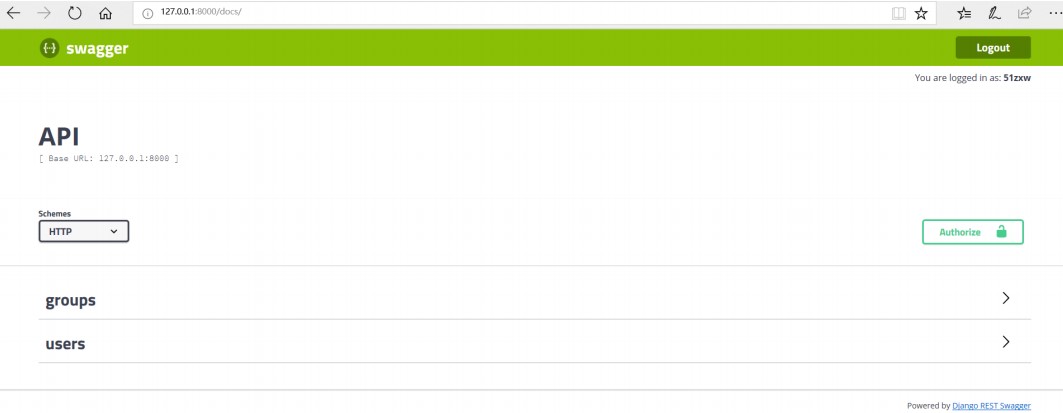 127.0.0.1:8000/docs/
swagger
Logout
You are logged in as: 51zxw
API
[ Base URL: 127.0.0.1:8000 ]
Schemes
HTTP
Authorize
groups
users
Powered by Django REST Swagger